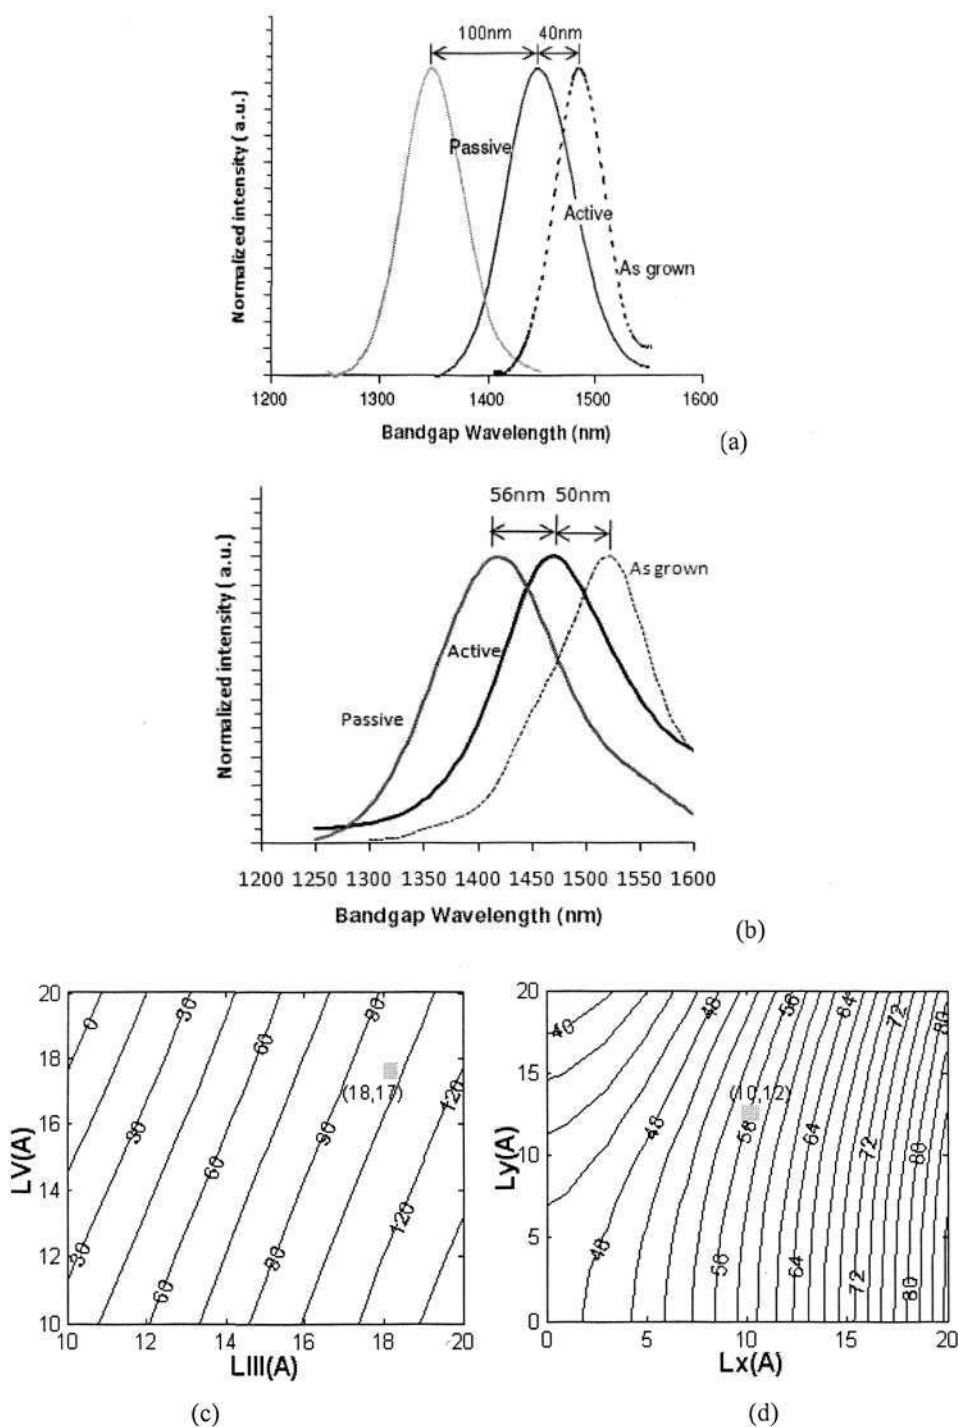 100nm 40nm
Passive
Active
As grown
Normalized intensity ( a.u.)
1200 1300 1400 1500 1600
Bandgap Wavelength (nm)
(a)
56nm 50nm
As grown
Active
Passive
Normalized intensity ( a.u.)
1200 1250 1300 1350 1400 1450 1500 1550 1600
Bandgap Wavelength (nm)
(b)
20
18
16
14
12
10
LV(A)
0 30 60 90
(18,17)
120
30 60 90 120
30 60 90
10 12 14 16 18 20
LIII(A)
(c)
20
15
10
5
0
Ly(A)
40 48 56 64 72 80
(10,12)
48 56 64 72 80
48 56 64 72 80
0 5 10 15 20
Lx(A)
(d)